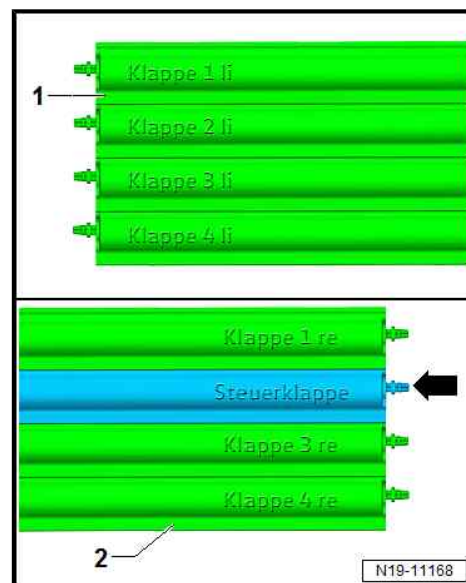 Klappe 1 li
1
Klappe 2 li
Klappe 3 li
Klappe 4 li
Klappe 1 re
Steuerklappe
Klappe 3 re
Klappe 4 re
2
N19-11168